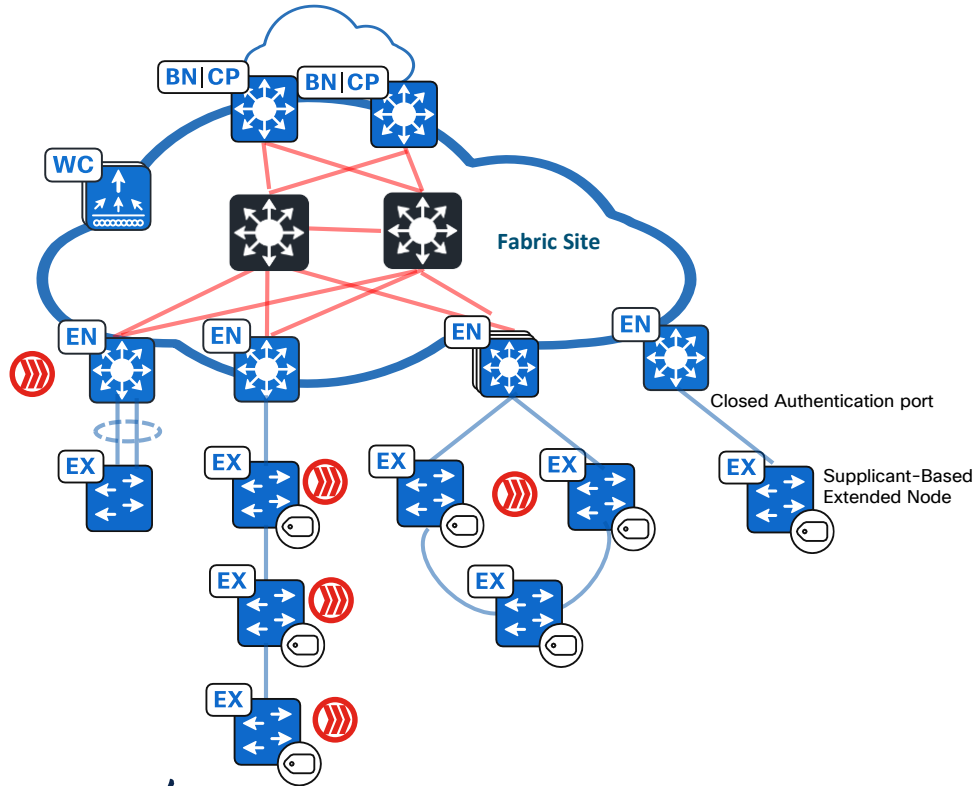 BN|CP
BN|CP
WC
Fabric Site
EN
EN
EN
EN
Closed Authentication port
EX
EX
EX
EX
EX
Supplicant-Based
Extended Node
EX
EX
EX